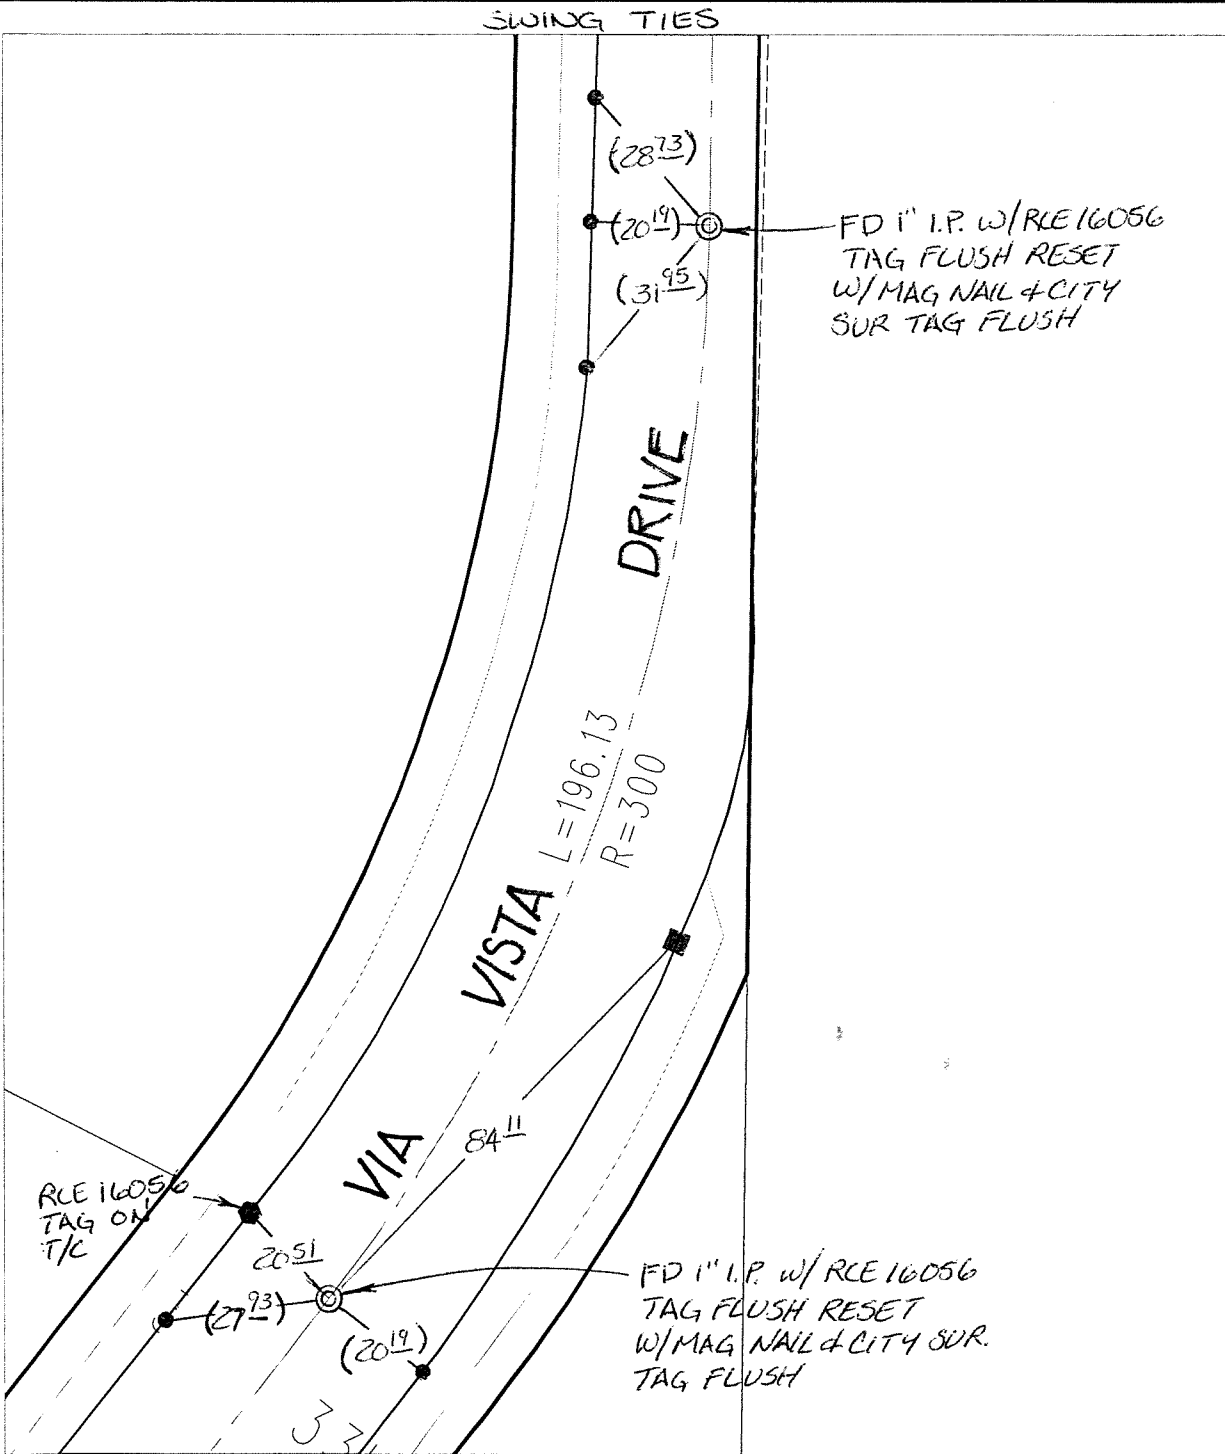 SWING TIES
(28 73)
(20 19)
(31 95)
FD 1" I.P. W/RCE 16056
TAG FLUSH RESET
W/MAG NAIL & CITY
SUR TAG FLUSH
DRIVE
L=196.13
R=300
VISTA
84 11
VIA
RCE 16056
TAG ON
T/C
20 51
(27 93)
(20 19)
FD 1" I.P. W/ RCE 16056
TAG FLUSH RESET
W/MAG NAIL & CITY SUR.
TAG FLUSH
33